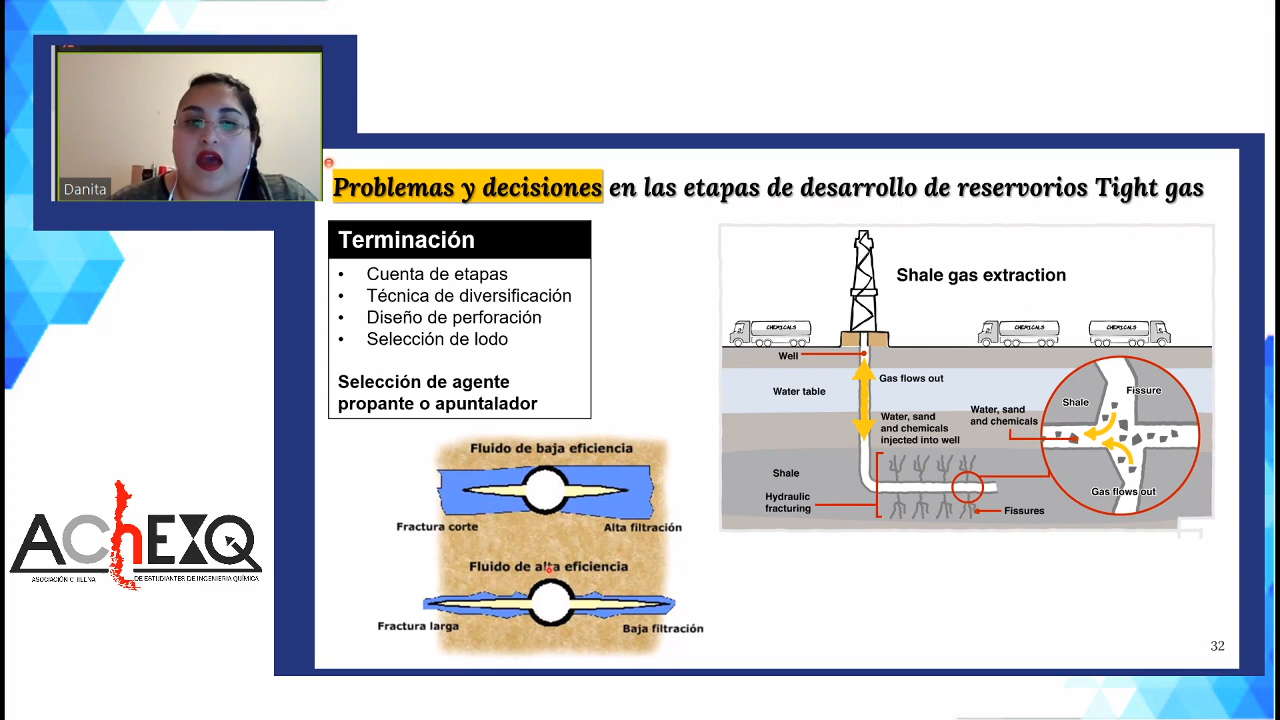 Danita
Problemas y decisiones en las etapas de desarrollo de reservorios Tight gas
Terminación
• Cuenta de etapas
• Técnica de diversificación
• Diseño de perforación
• Selección de lodo
Selección de agente
propante o apuntalador
Fluido de baja eficiencia
Fractura corte
Alta filtración
Fluido de alta eficiencia
Fractura larga
Baja filtración
Shale gas extraction
CHEMICALS
CHEMICALS
CHEMICALS
Well
Gas flows out
Water table
Water, sand
and chemicals
injected into well
Water, sand
and chemicals
Shale
Fissure
Gas flows out
Shale
Hydraulic
fracturing
Fissures
AChEXQ
ASOCIACIÓN CHILENA DE ESTUDIANTES DE INGENIERIA QUÍMICA
32